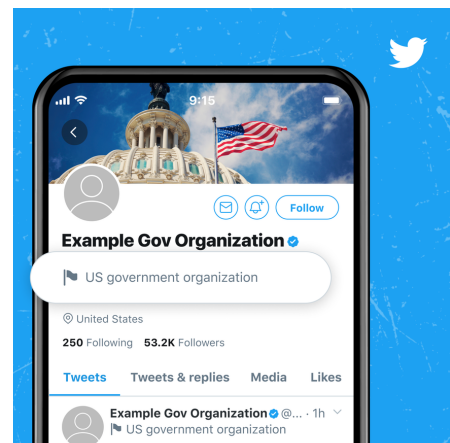 9:15
Follow
Example Gov Organization
US government organization
United States
250 Following 53.2K Followers
Tweets Tweets & replies Media Likes
Example Gov Organization @... · 1h
US government organization